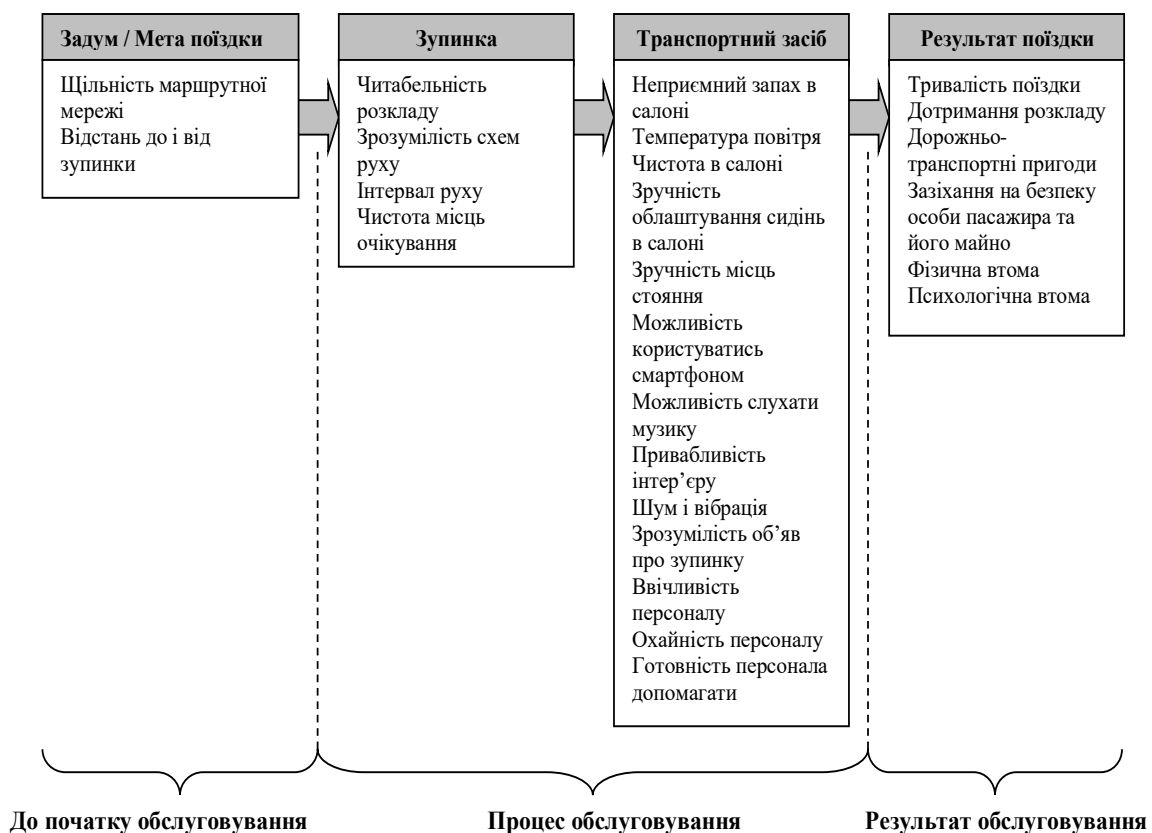 Задум / Мета поїздки
Щільність маршрутної
мережі
Відстань до і від
зупинки
Зупинка
Читабельність
розкладу
Зрозумілість схем
руху
Інтервал руху
Чистота місць
очікування
Транспортний засіб
Неприємний запах в
салоні
Температура повітря
Чистота в салоні
Зручність
облаштування сидінь
в салоні
Зручність місць
стояння
Можливість
користуватись
смартфоном
Можливість слухати
музику
Привабливість
інтер’єру
Шум і вібрація
Зрозумілість об’яв
про зупинку
Ввічливість
персоналу
Охайність персоналу
Готовність персонала
допомагати
Результат поїздки
Тривалість поїздки
Дотримання розкладу
Дорожньо-
транспортні пригоди
Зазіхання на безпеку
особи пасажира та
його майно
Фізична втома
Психологічна втома
До початку обслуговування
Процес обслуговування
Результат обслуговування